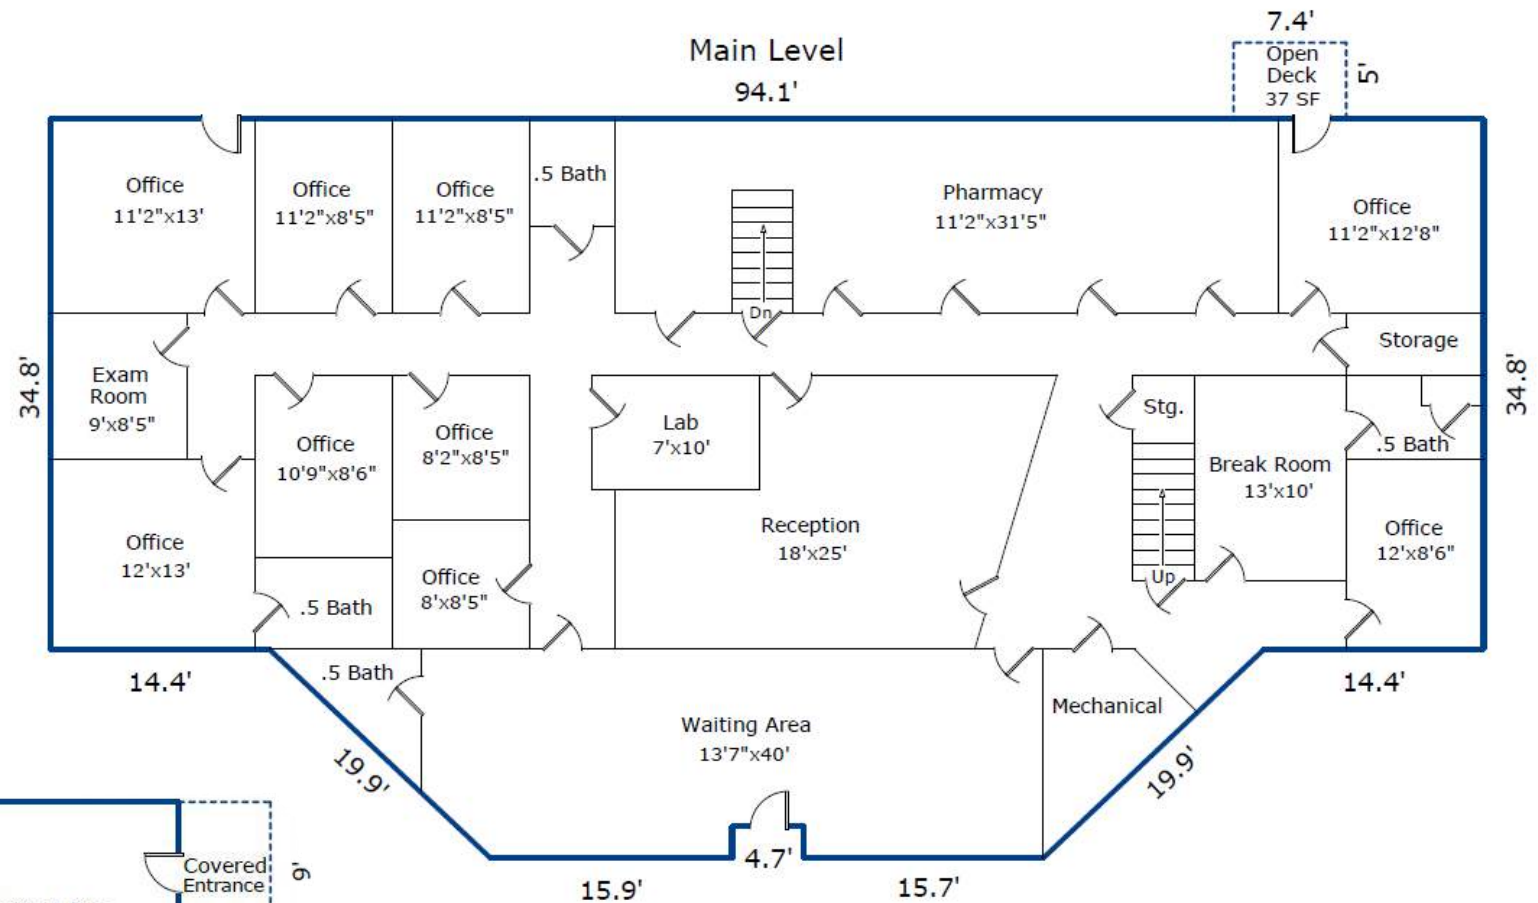 Main Level
94.1'
7.4'
Open
Deck
37 SF
5'
Office
11'2"x13'
Office
11'2"x8'5"
Office
11'2"x8'5"
.5 Bath
Pharmacy
11'2"x31'5"
Office
11'2"x12'8"
Dn
Storage
34.8'
Exam
Room
9'x8'5"
Office
10'9"x8'6"
Office
8'2"x8'5"
Lab
7'x10'
Stg.
Break Room
13'x10'
.5 Bath
34.8'
Office
12'x13'
.5 Bath
Office
8'x8'5"
Reception
18'x25'
Up
Office
12'x8'6"
14.4'
.5 Bath
Waiting Area
13'7"x40'
Mechanical
14.4'
19.9'
19.9'
4.7'
15.9'
15.7'
Covered
Entrance
9'